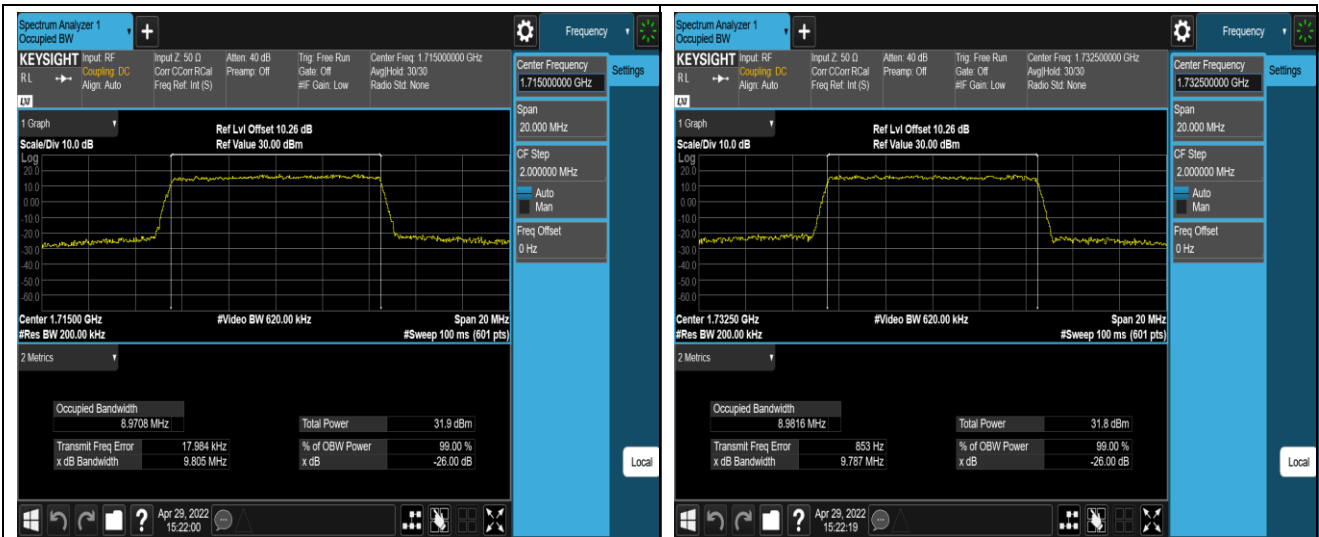 Spectrum Analyzer 1
Occupied BW
KEYSIGHT
R L
LXI
Input: RF
Coupling: DC
Align: Auto
Input Z: 50 Ω
Corr CCorr RCal
Freq Ref: Int (S)
Atten: 40 dB
Preamp: Off
Trig: Free Run
Gate: Off
#IF Gain: Low
Center Freq: 1.715000000 GHz
Avg|Hold: 30/30
Radio Std: None
Frequency
Center Frequency
1.715000000 GHz
Settings
Span
20.000 MHz
CF Step
2.000000 MHz
Auto
Man
Freq Offset
0 Hz
Local
1 Graph
Ref Lvl Offset 10.26 dB
Scale/Div 10.0 dB
Ref Value 30.00 dBm
Log
20.0
10.0
0.00
-10.0
-20.0
-30.0
-40.0
-50.0
-60.0
Center 1.71500 GHz
#Video BW 620.00 kHz
Span 20 MHz
#Res BW 200.00 kHz
#Sweep 100 ms (601 pts)
2 Metrics
Occupied Bandwidth
8.9708 MHz
Total Power 31.9 dBm
Transmit Freq Error 17.984 kHz
% of OBW Power 99.00 %
x dB Bandwidth 9.805 MHz
x dB -26.00 dB
?
Apr 29, 2022
15:22:00
Spectrum Analyzer 1
Occupied BW
KEYSIGHT
R L
LXI
Input: RF
Coupling: DC
Align: Auto
Input Z: 50 Ω
Corr CCorr RCal
Freq Ref: Int (S)
Atten: 40 dB
Preamp: Off
Trig: Free Run
Gate: Off
#IF Gain: Low
Center Freq: 1.732500000 GHz
Avg|Hold: 30/30
Radio Std: None
Frequency
Center Frequency
1.732500000 GHz
Settings
Span
20.000 MHz
CF Step
2.000000 MHz
Auto
Man
Freq Offset
0 Hz
Local
1 Graph
Ref Lvl Offset 10.26 dB
Scale/Div 10.0 dB
Ref Value 30.00 dBm
Log
20.0
10.0
0.00
-10.0
-20.0
-30.0
-40.0
-50.0
-60.0
Center 1.73250 GHz
#Video BW 620.00 kHz
Span 20 MHz
#Res BW 200.00 kHz
#Sweep 100 ms (601 pts)
2 Metrics
Occupied Bandwidth
8.9816 MHz
Total Power 31.8 dBm
Transmit Freq Error 853 Hz
% of OBW Power 99.00 %
x dB Bandwidth 9.787 MHz
x dB -26.00 dB
?
Apr 29, 2022
15:22:19